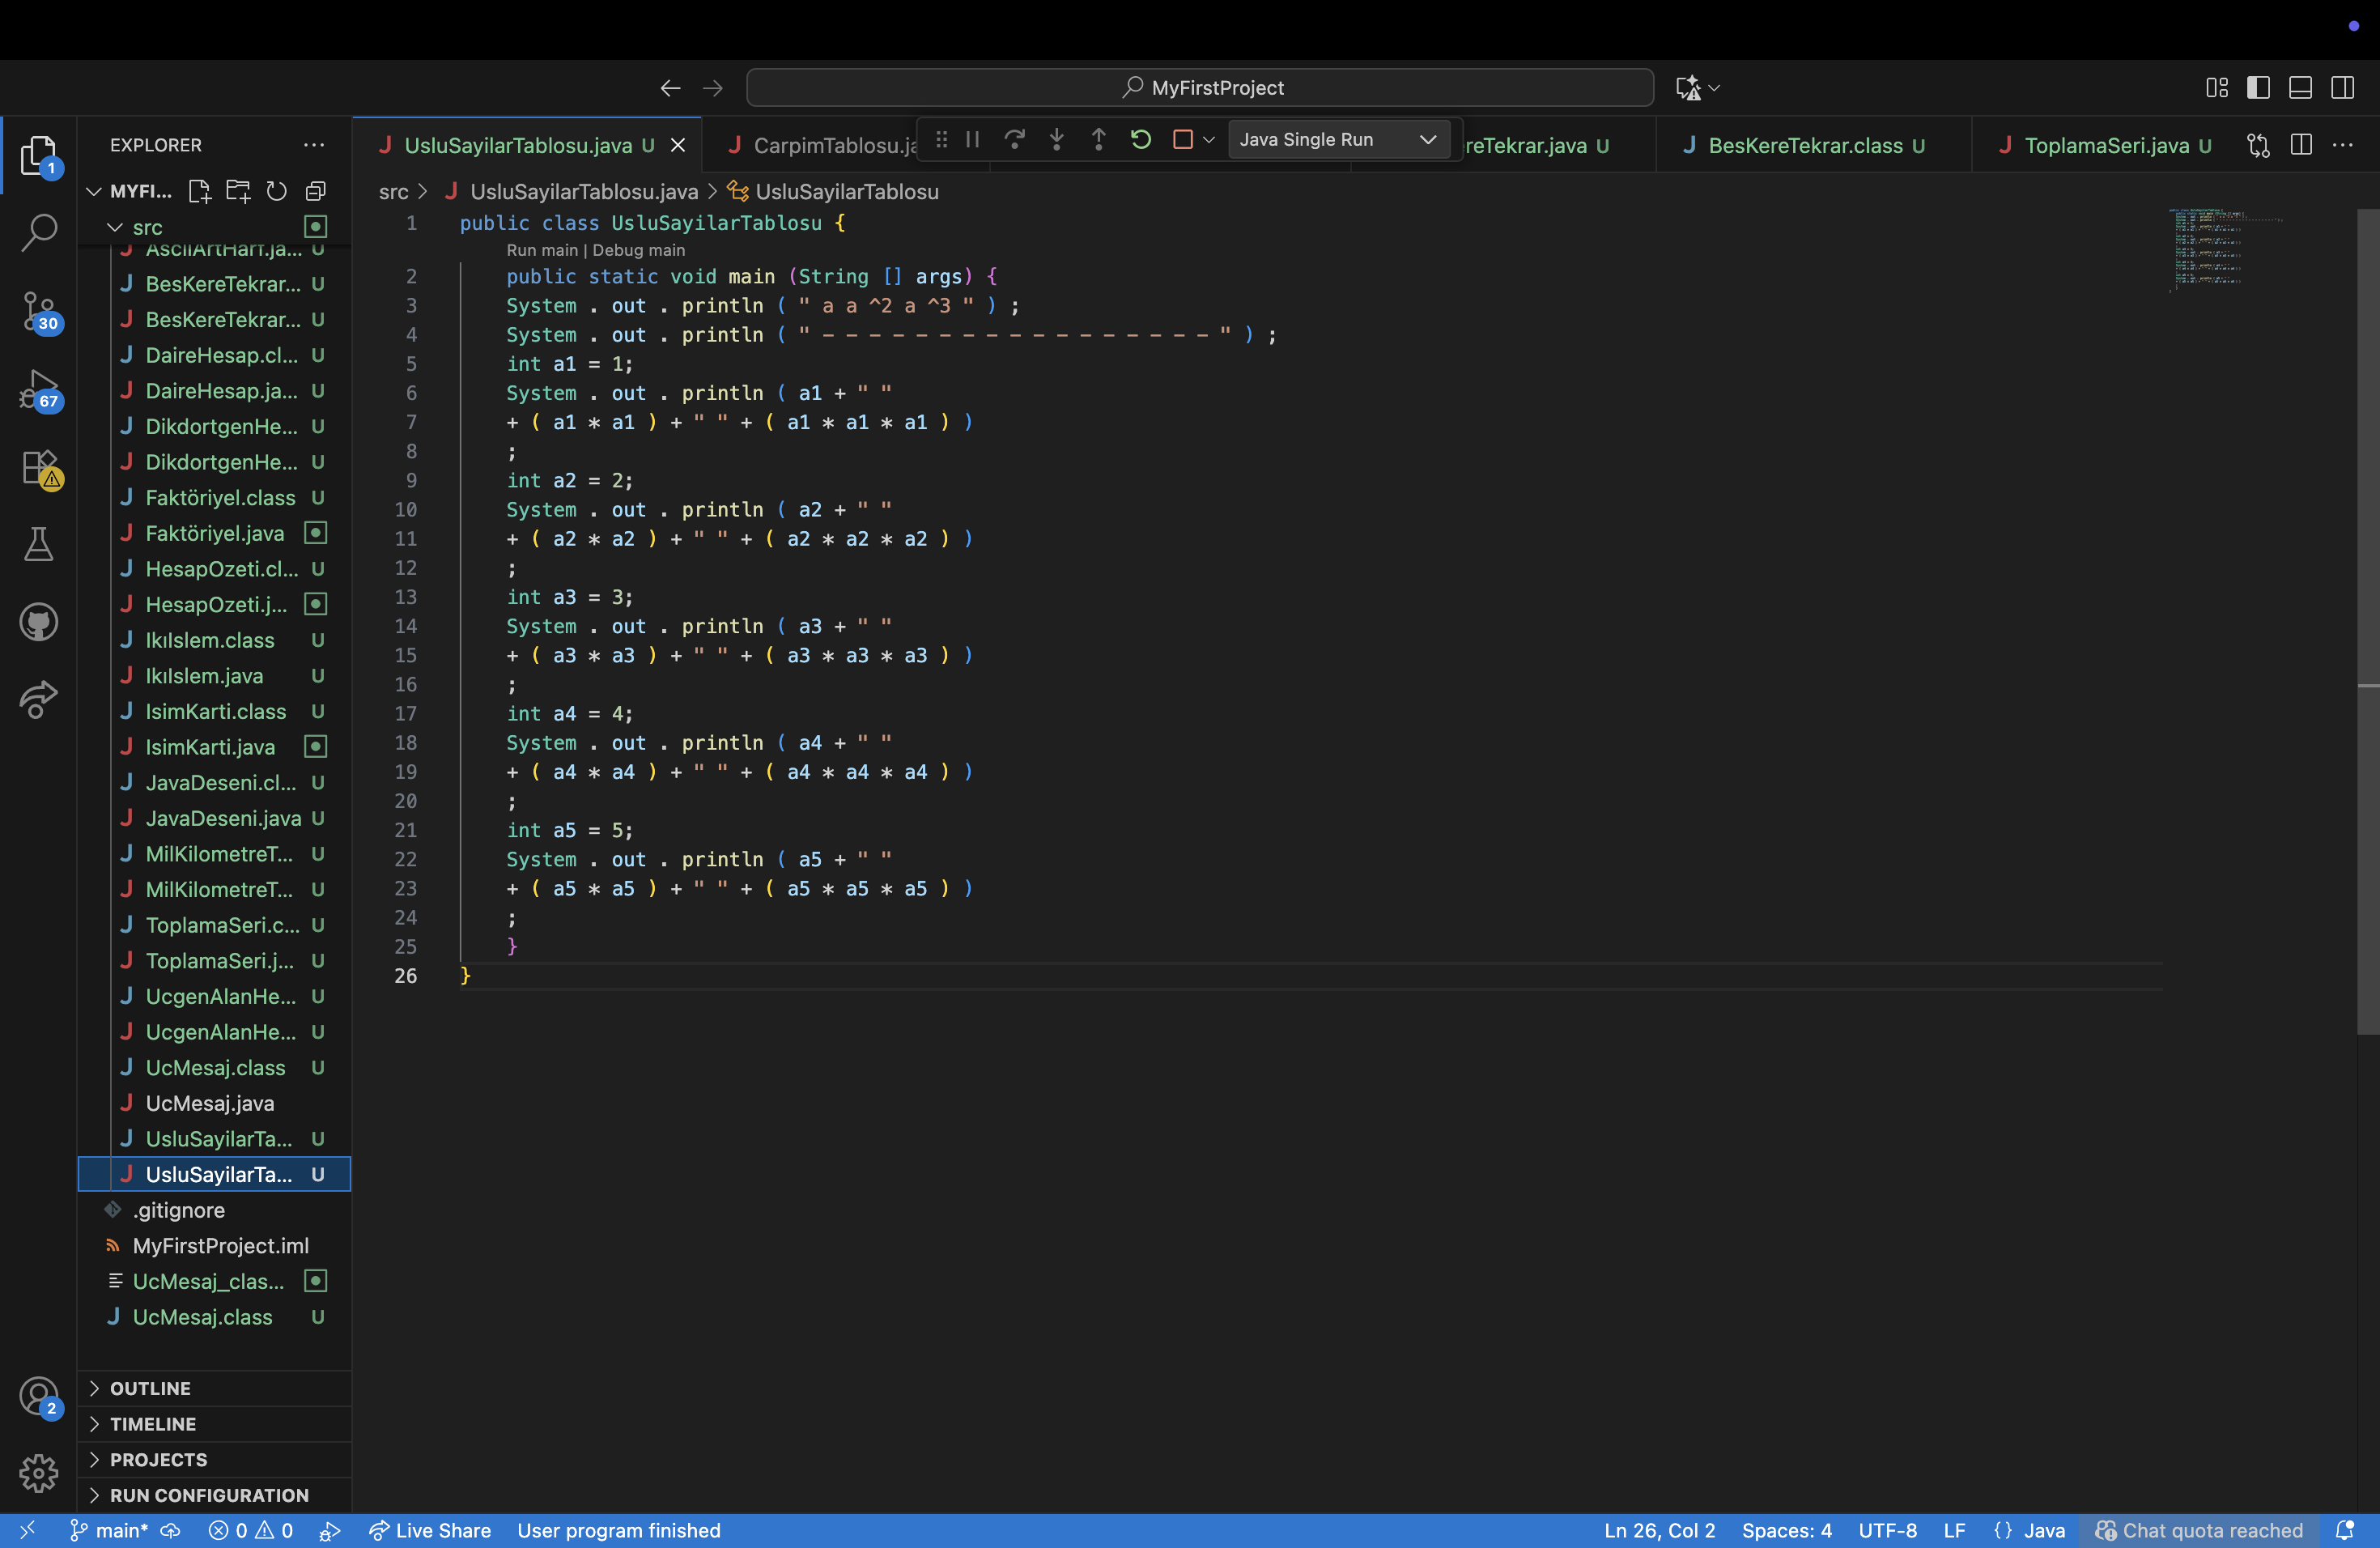 MyFirstProject
EXPLORER
MYFI...
src
AsciiArtHarf.ja... U
BesKereTekrar... U
BesKereTekrar... U
DaireHesap.cl... U
DaireHesap.ja... U
DikdortgenHe... U
DikdortgenHe... U
Faktöriyel.class U
Faktöriyel.java
HesapOzeti.cl... U
HesapOzeti.j...
IkıIslem.class U
IkıIslem.java U
IsimKarti.class U
IsimKarti.java
JavaDeseni.cl... U
JavaDeseni.java U
MilKilometreT... U
MilKilometreT... U
ToplamaSeri.c... U
ToplamaSeri.j... U
UcgenAlanHe... U
UcgenAlanHe... U
UcMesaj.class U
UcMesaj.java
UsluSayilarTa... U
UsluSayilarTa... U
.gitignore
MyFirstProject.iml
UcMesaj_clas...
UcMesaj.class U
OUTLINE
TIMELINE
PROJECTS
RUN CONFIGURATION
1
30
67
2
UsluSayilarTablosu.java U
CarpimTablosu.ja
Java Single Run
reTekrar.java U
BesKereTekrar.class U
ToplamaSeri.java U
src > UsluSayilarTablosu.java > UsluSayilarTablosu
1 public class UsluSayilarTablosu {
Run main | Debug main
2 public static void main (String [] args) {
3 System . out . println ( " a a ^2 a ^3 " ) ;
4 System . out . println ( " - - - - - - - - - - - - - - - - - " ) ;
5 int a1 = 1;
6 System . out . println ( a1 + " "
7 + ( a1 * a1 ) + " " + ( a1 * a1 * a1 ) )
8 ;
9 int a2 = 2;
10 System . out . println ( a2 + " "
11 + ( a2 * a2 ) + " " + ( a2 * a2 * a2 ) )
12 ;
13 int a3 = 3;
14 System . out . println ( a3 + " "
15 + ( a3 * a3 ) + " " + ( a3 * a3 * a3 ) )
16 ;
17 int a4 = 4;
18 System . out . println ( a4 + " "
19 + ( a4 * a4 ) + " " + ( a4 * a4 * a4 ) )
20 ;
21 int a5 = 5;
22 System . out . println ( a5 + " "
23 + ( a5 * a5 ) + " " + ( a5 * a5 * a5 ) )
24 ;
25 }
26 }
main* 0 0 Live Share User program finished
Ln 26, Col 2 Spaces: 4 UTF-8 LF {} Java Chat quota reached